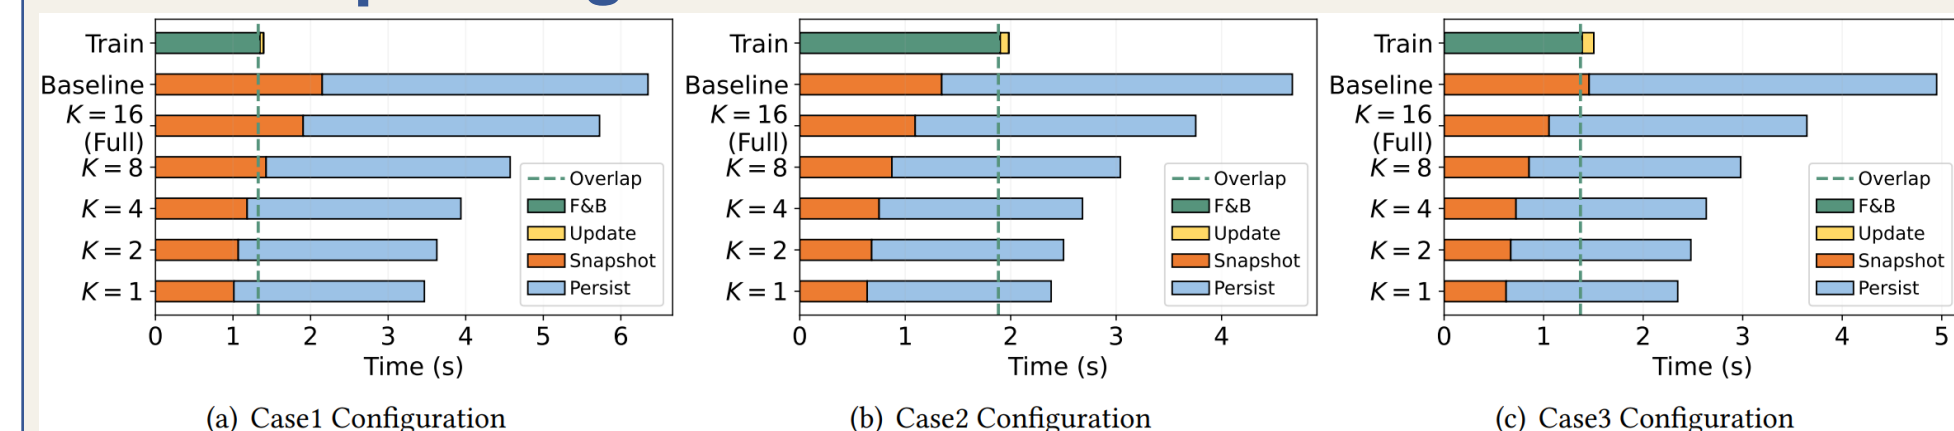 Train
Baseline
K = 16
(Full)
K = 8
K = 4
K = 2
K = 1
Overlap
F&B
Update
Snapshot
Persist
0 1 2 3 4 5 6
Time (s)
(a) Case1 Configuration
Train
Baseline
K = 16
(Full)
K = 8
K = 4
K = 2
K = 1
Overlap
F&B
Update
Snapshot
Persist
0 1 2 3 4
Time (s)
(b) Case2 Configuration
Train
Baseline
K = 16
(Full)
K = 8
K = 4
K = 2
K = 1
Overlap
F&B
Update
Snapshot
Persist
0 1 2 3 4 5
Time (s)
(c) Case3 Configuration